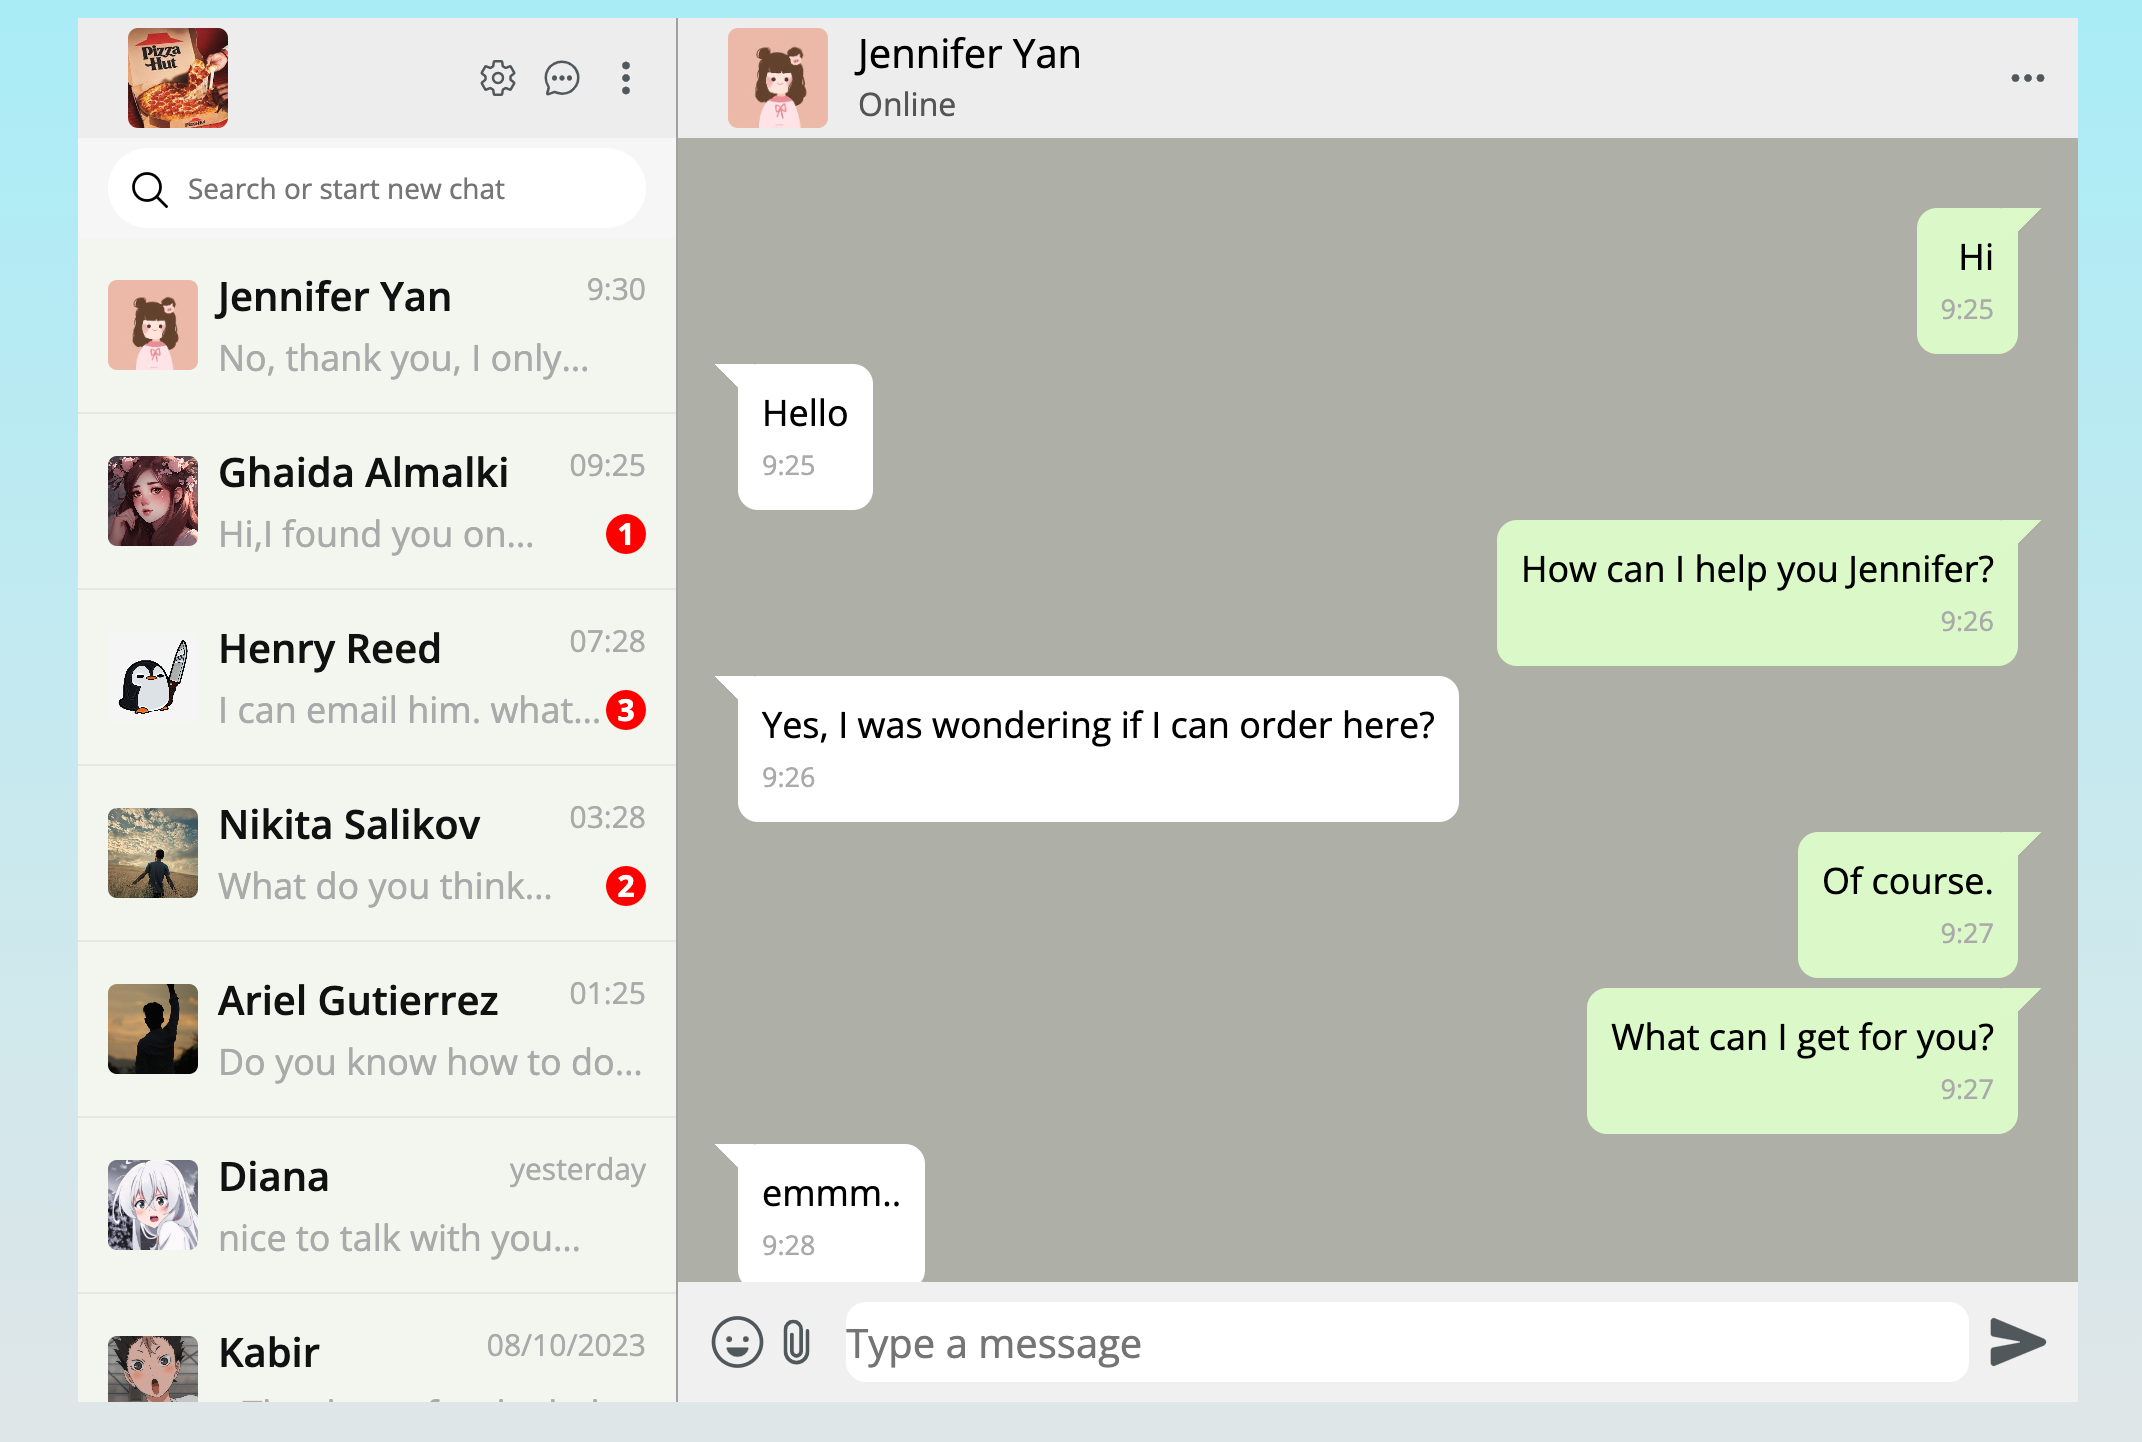 Pizza
Hut
Search or start new chat
Jennifer Yan
9:30
No, thank you, I only...
Ghaida Almalki
09:25
Hi,I found you on...
1
Henry Reed
07:28
I can email him. what...
3
Nikita Salikov
03:28
What do you think...
2
Ariel Gutierrez
01:25
Do you know how to do...
Diana
yesterday
nice to talk with you...
Kabir
08/10/2023
Jennifer Yan
Online
Hi
9:25
Hello
9:25
How can I help you Jennifer?
9:26
Yes, I was wondering if I can order here?
9:26
Of course.
9:27
What can I get for you?
9:27
emmm..
9:28
Type a message